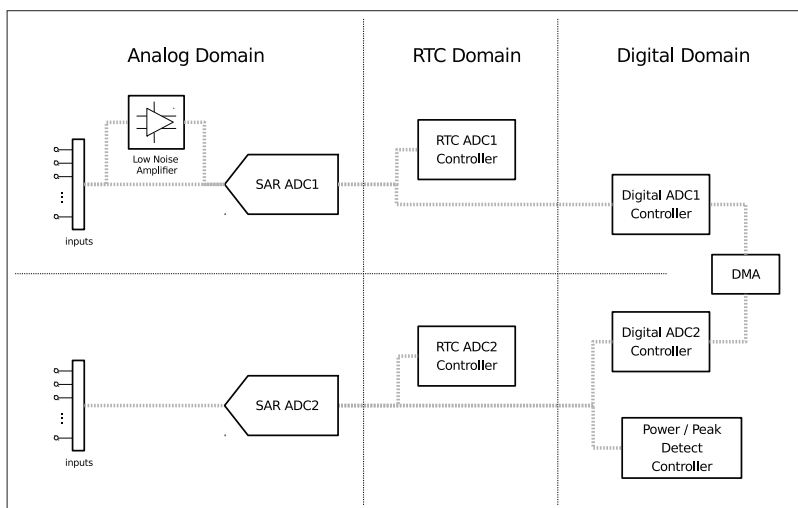 Analog Domain
RTC Domain
Digital Domain
Low Noise
Amplifier
SAR ADC1
inputs
RTC ADC1
Controller
Digital ADC1
Controller
DMA
SAR ADC2
inputs
RTC ADC2
Controller
Digital ADC2
Controller
Power / Peak
Detect
Controller